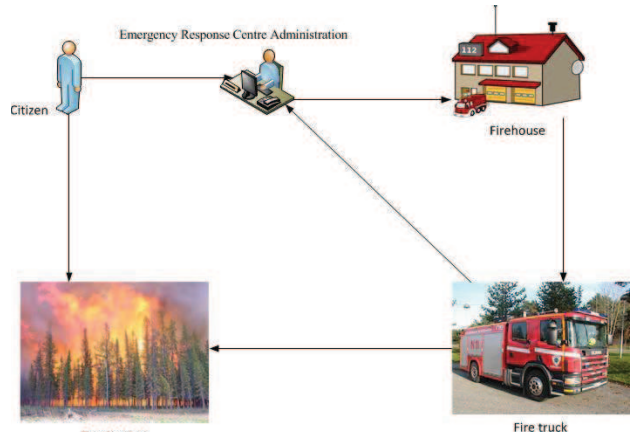 Emergency Response Centre Administration
112
Citizen
Firehouse
Fire truck